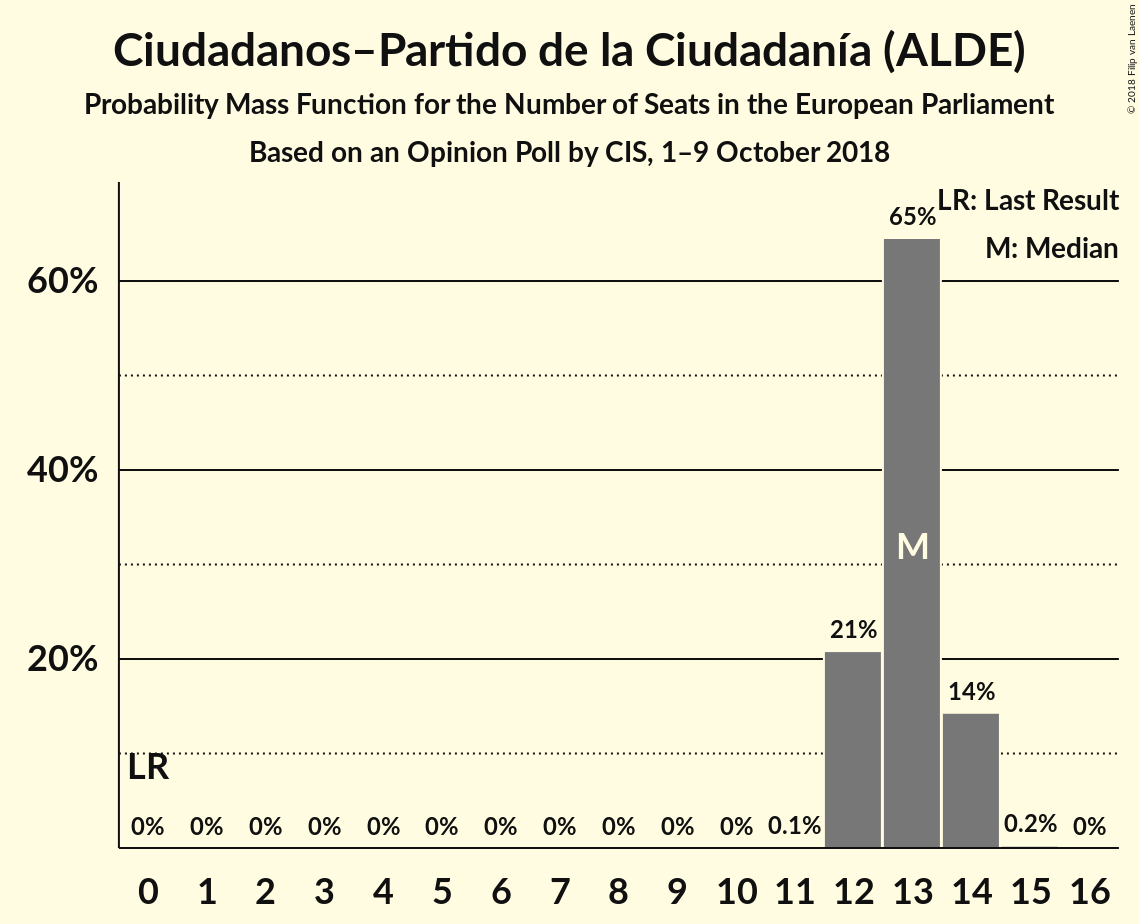 Ciudadanos–Partido de la Ciudadanía (ALDE)
Probability Mass Function for the Number of Seats in the European Parliament
Based on an Opinion Poll by CIS, 1–9 October 2018
© 2018 Filip van Laenen
LR: Last Result
M: Median
65%
60%
40%
M
21%
20%
14%
LR
0% 0% 0% 0% 0% 0% 0% 0% 0% 0% 0% 0.1% 0.2% 0%
0 1 2 3 4 5 6 7 8 9 10 11 12 13 14 15 16